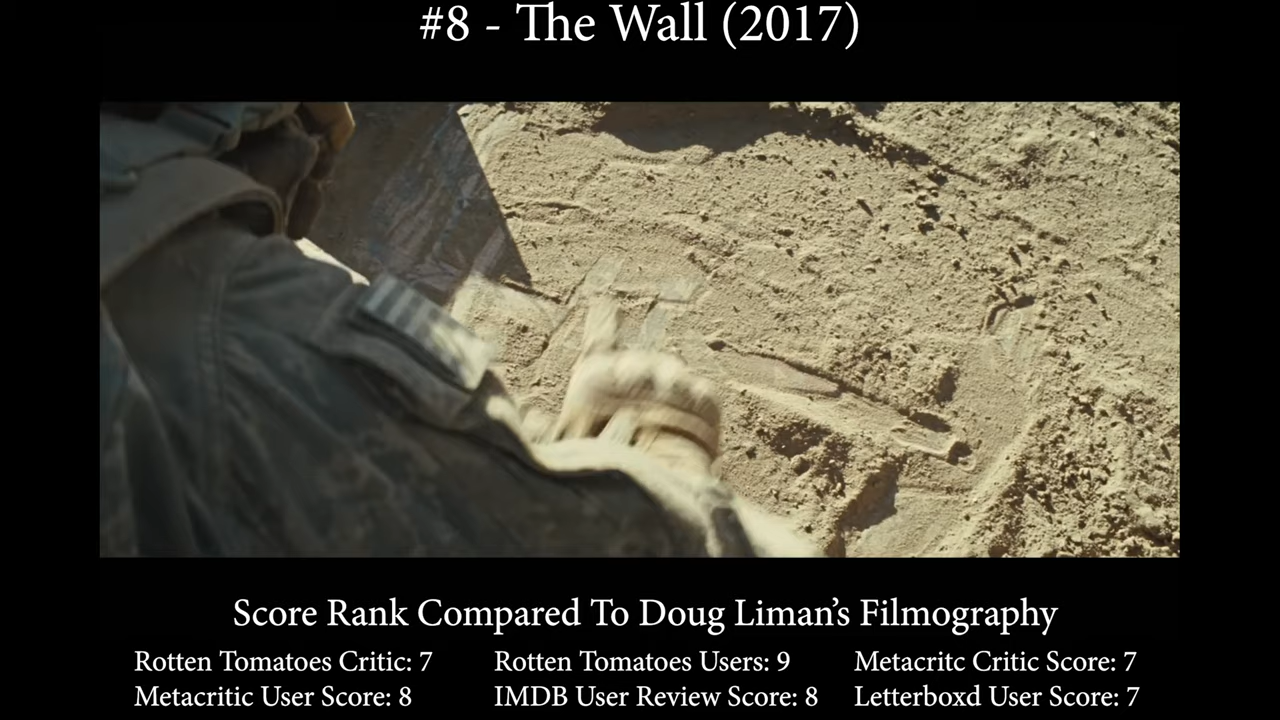 #8 - The Wall (2017)
Score Rank Compared To Doug Liman's Filmography
Rotten Tomatoes Critic: 7 Rotten Tomatoes Users: 9 Metacritc Critic Score: 7
Metacritic User Score: 8 IMDB User Review Score: 8 Letterboxd User Score: 7